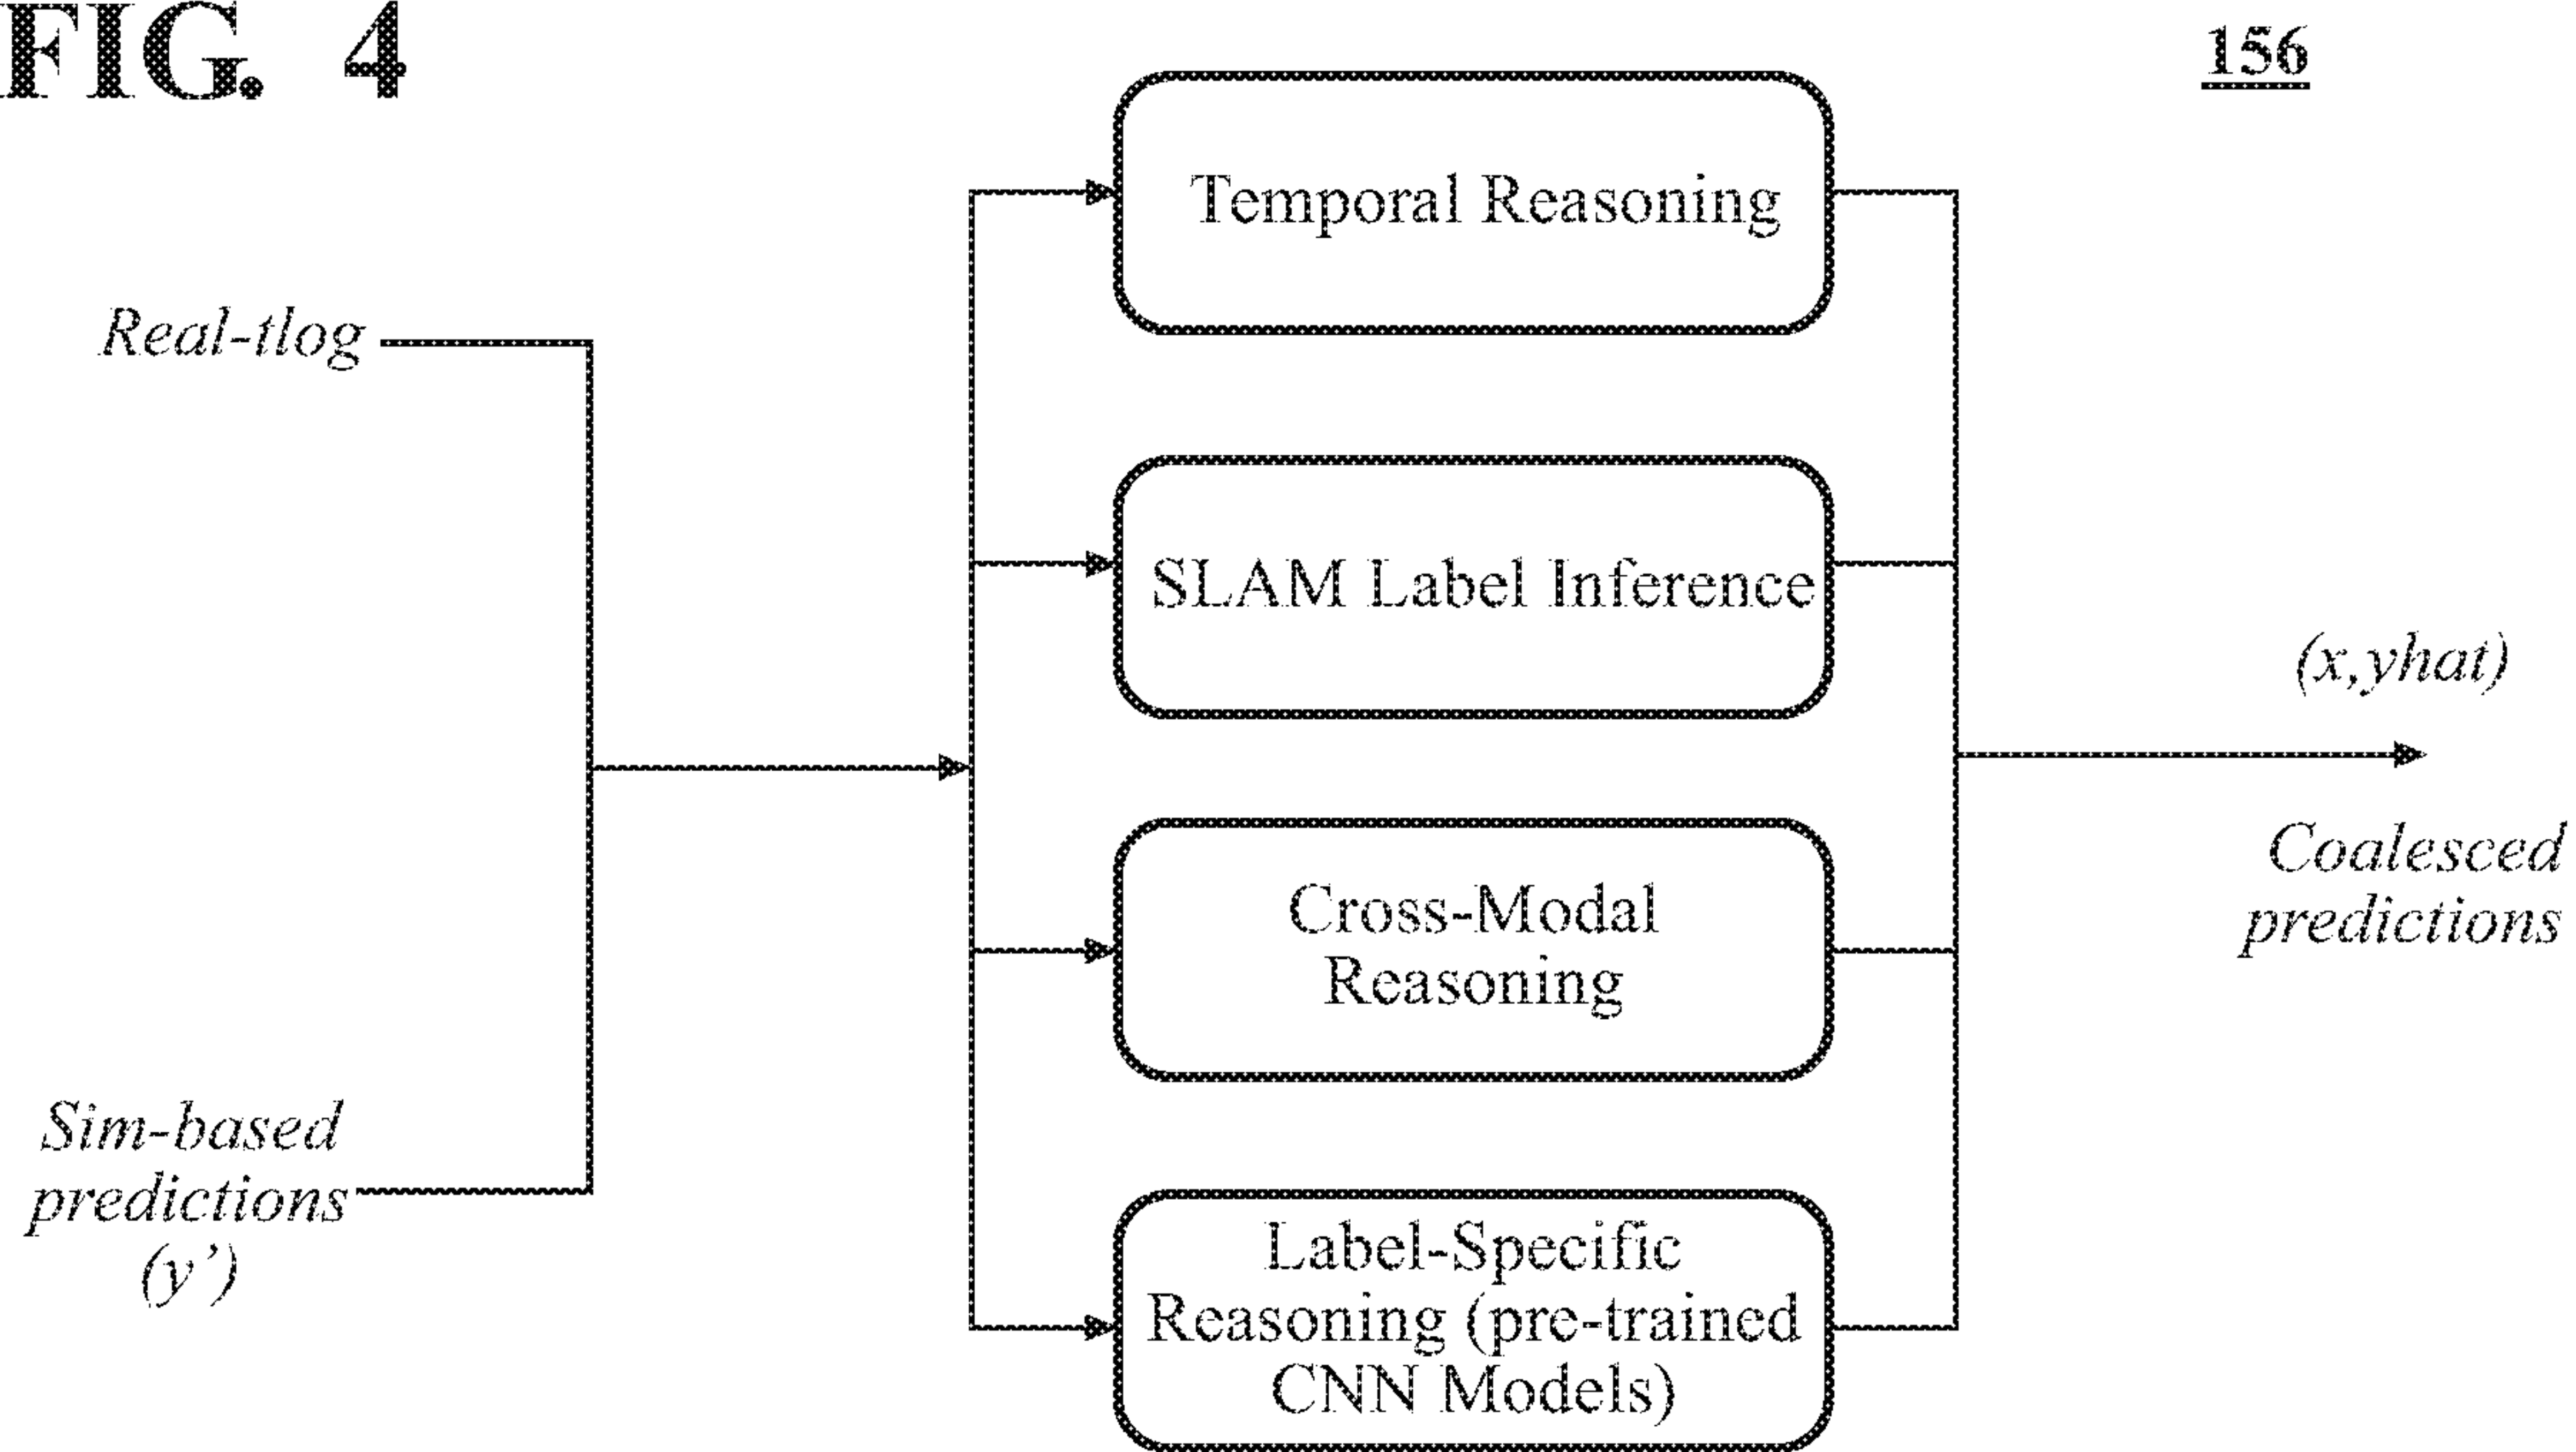 FIG. 4
156
Temporal Reasoning
Real-tlog
SLAM Label Inference
(x,yhat)
Coalesced
predictions
Cross-Modal
Reasoning
Sim-based
predictions
(y’)
Label-Specific
Reasoning (pre-trained
CNN Models)